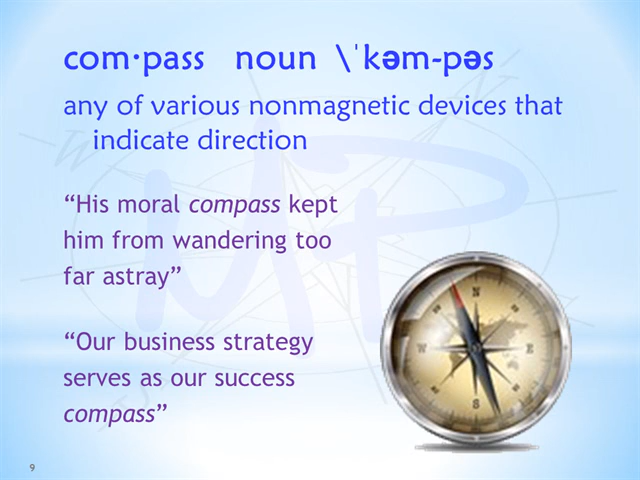 com·pass noun \ˈkəm-pəs
any of various nonmagnetic devices that
indicate direction
“His moral compass kept
him from wandering too
far astray”
“Our business strategy
serves as our success
compass”
MP
W
N
E
S
W
9